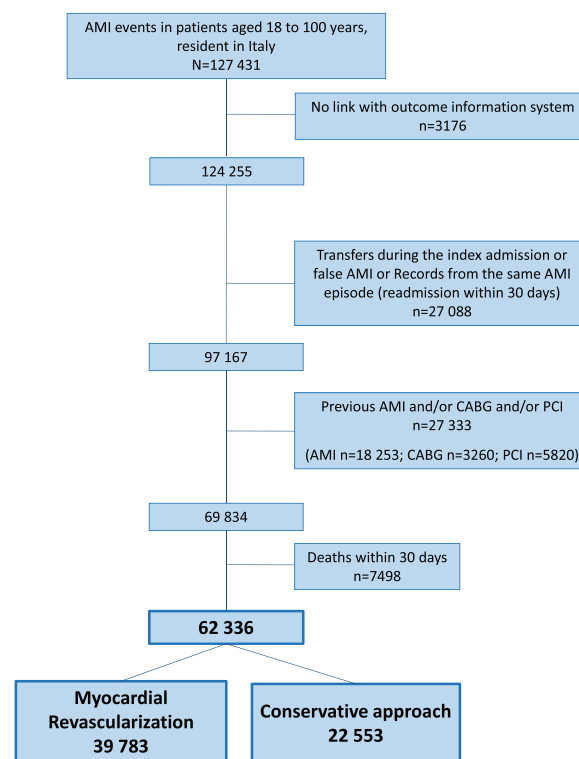 AMI events in patients aged 18 to 100 years,
resident in Italy
N=127 431
No link with outcome information system
n=3176
124 255
Transfers during the index admission or
false AMI or Records from the same AMI
episode (readmission within 30 days)
n=27 088
97 167
Previous AMI and/or CABG and/or PCI
n=27 333
(AMI n=18 253; CABG n=3260; PCI n=5820)
69 834
Deaths within 30 days
n=7498
62 336
Myocardial
Revascularization
39 783
Conservative approach
22 553